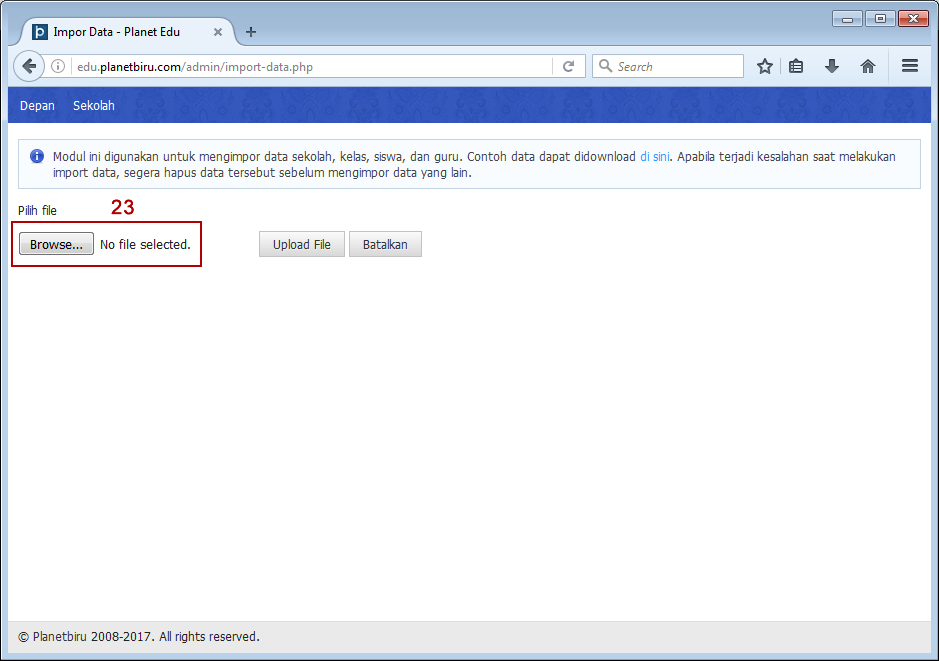 Impor Data - Planet Edu
edu.planetbiru.com/admin/import-data.php
Search
Depan Sekolah
Modul ini digunakan untuk mengimpor data sekolah, kelas, siswa, dan guru. Contoh data dapat didownload di sini. Apabila terjadi kesalahan saat melakukan
import data, segera hapus data tersebut sebelum mengimpor data yang lain.
Pilih file
23
Browse... No file selected. Upload File Batalkan
© Planetbiru 2008-2017. All rights reserved.